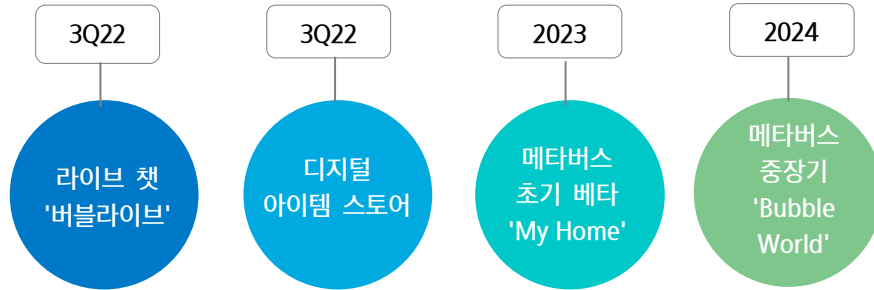 3Q22
3Q22
2023
2024
라이브 챗
'버블라이브'
디지털
아이템 스토어
메타버스
초기 베타
'My Home'
메타버스
중장기
'Bubble
World'